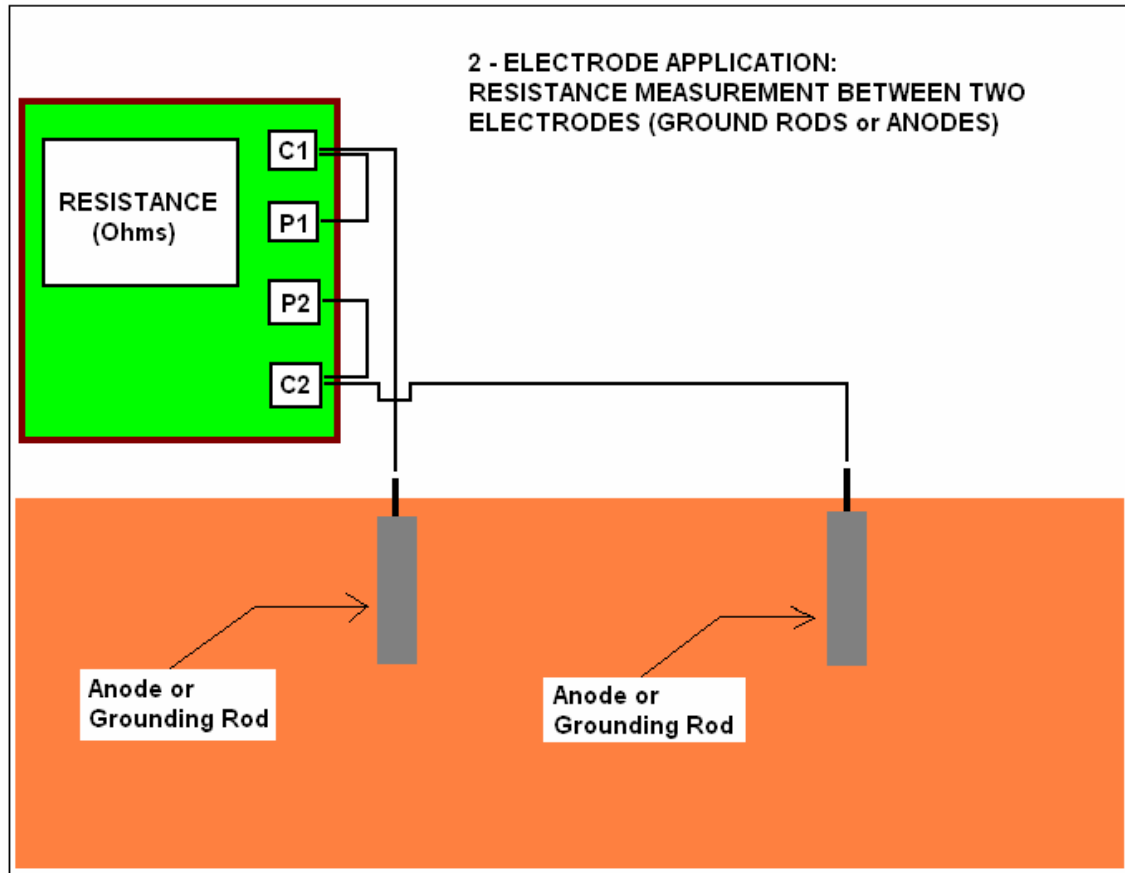 2 - ELECTRODE APPLICATION:
RESISTANCE MEASUREMENT BETWEEN TWO
ELECTRODES (GROUND RODS or ANODES)
C1
RESISTANCE
(Ohms)
P1
P2
C2
Anode or
Grounding Rod
Anode or
Grounding Rod